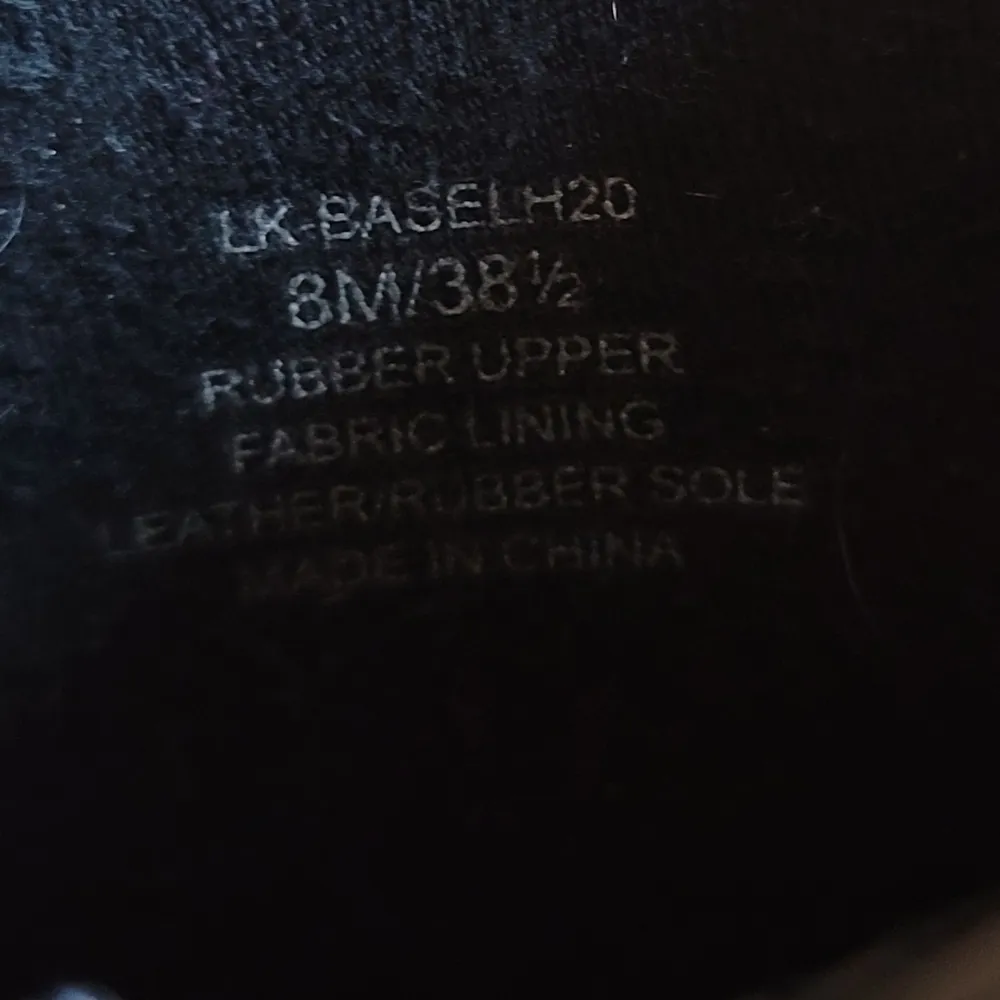 LK-BASELH20
8M/38½
RUBBER UPPER
FABRIC LINING
LEATHER/RUBBER SOLE
MADE IN CHINA